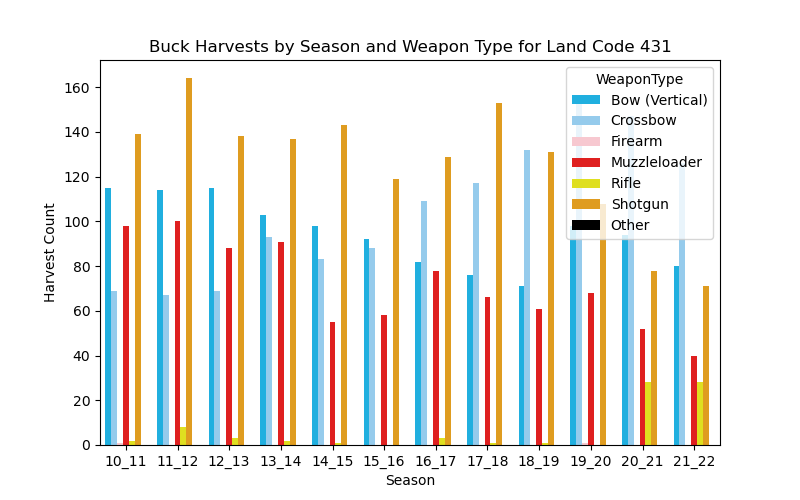 Buck Harvests by Season and Weapon Type for Land Code 431
WeaponType
Bow (Vertical)
Crossbow
Firearm
Muzzleloader
Rifle
Shotgun
Other
Harvest Count
160
140
120
100
80
60
40
20
0
10_11 11_12 12_13 13_14 14_15 15_16 16_17 17_18 18_19 19_20 20_21 21_22
Season